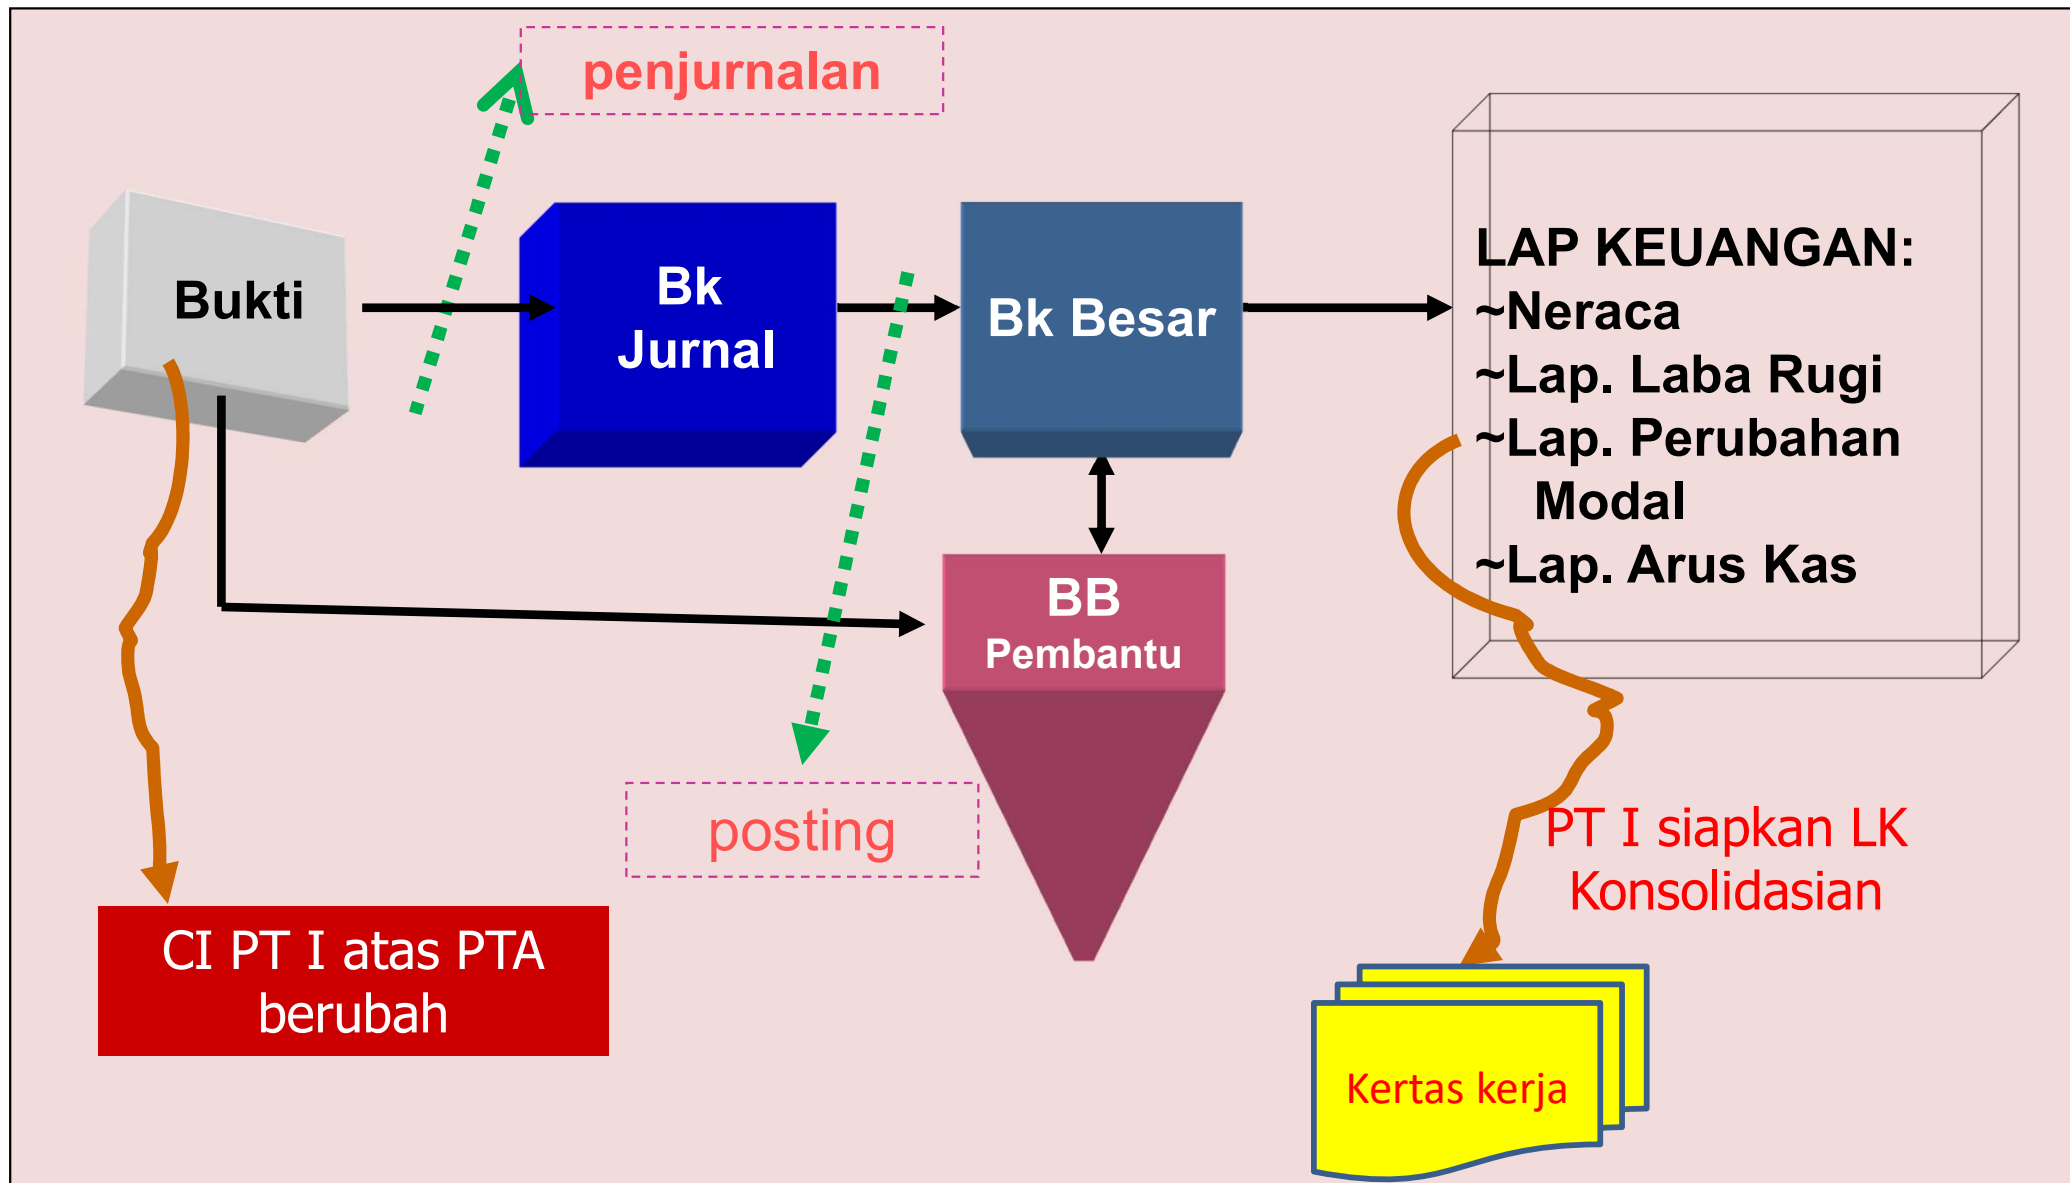 penjurnalan
Bukti
Bk
Jurnal
Bk Besar
LAP KEUANGAN:
~Neraca
~Lap. Laba Rugi
~Lap. Perubahan
Modal
~Lap. Arus Kas
BB
Pembantu
posting
PT I siapkan LK
Konsolidasian
CI PT I atas PTA
berubah
Kertas kerja